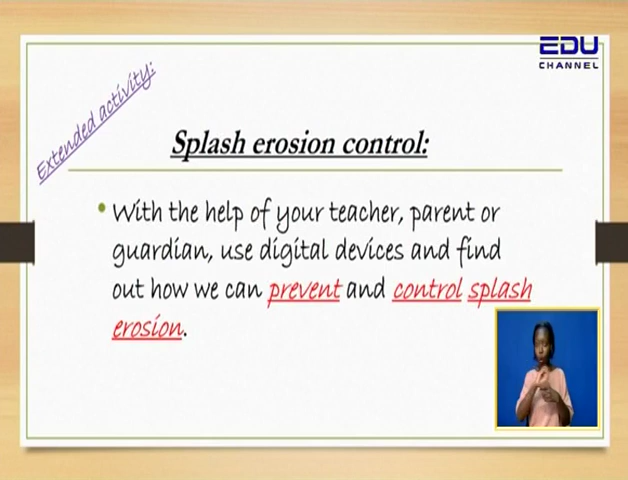 EDU
CHANNEL
Extended activity:
Splash erosion control:
• With the help of your teacher, parent or
guardian, use digital devices and find
out how we can prevent and control splash
erosion.